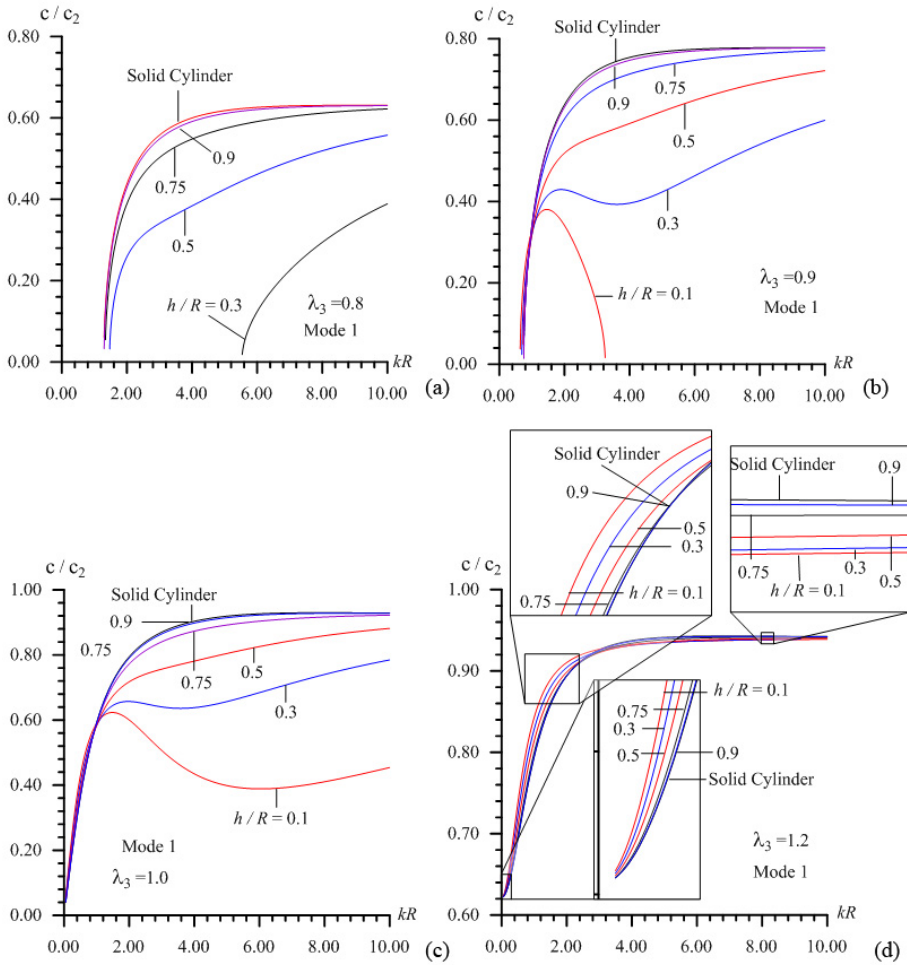 c / c2
0.80
0.60
0.40
0.20
0.00
Solid Cylinder
0.9
0.75
0.5
h / R = 0.3
λ3 =0.8
Mode 1
0.00 2.00 4.00 6.00 8.00 10.00
kR
(a)
c / c2
0.80
0.60
0.40
0.20
0.00
Solid Cylinder
0.9
0.75
0.5
0.3
h / R = 0.1
λ3 =0.9
Mode 1
0.00 2.00 4.00 6.00 8.00 10.00
kR
(b)
c / c2
1.00
0.80
0.60
0.40
0.20
0.00
Solid Cylinder
0.9
0.75
0.75
0.5
0.3
h / R = 0.1
Mode 1
λ3 =1.0
0.00 2.00 4.00 6.00 8.00 10.00
kR
(c)
Solid Cylinder
0.9
0.5
0.3
0.75
h / R= 0.1
Solid Cylinder
0.9
0.75
h / R= 0.1
0.3
0.5
c / c2
1.00
0.90
0.80
0.70
0.60
h / R = 0.1
0.75
0.3
0.5
0.9
Solid Cylinder
λ3 =1.2
Mode 1
0.00 2.00 4.00 6.00 8.00 10.00
kR
(d)